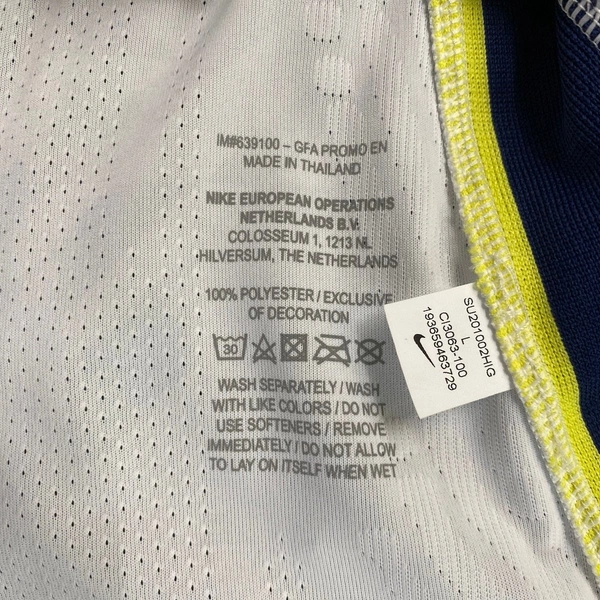 IM#639100 – GFA PROMO EN
MADE IN THAILAND
NIKE EUROPEAN OPERATIONS
NETHERLANDS B.V.
COLOSSEUM 1, 1213 NL
HILVERSUM, THE NETHERLANDS
100% POLYESTER / EXCLUSIVE
OF DECORATION
30
WASH SEPARATELY / WASH
WITH LIKE COLORS / DO NOT
USE SOFTENERS / REMOVE
IMMEDIATELY / DO NOT ALLOW
TO LAY ON ITSELF WHEN WET
SU201002HIG
L
CI3063-100
193659463729